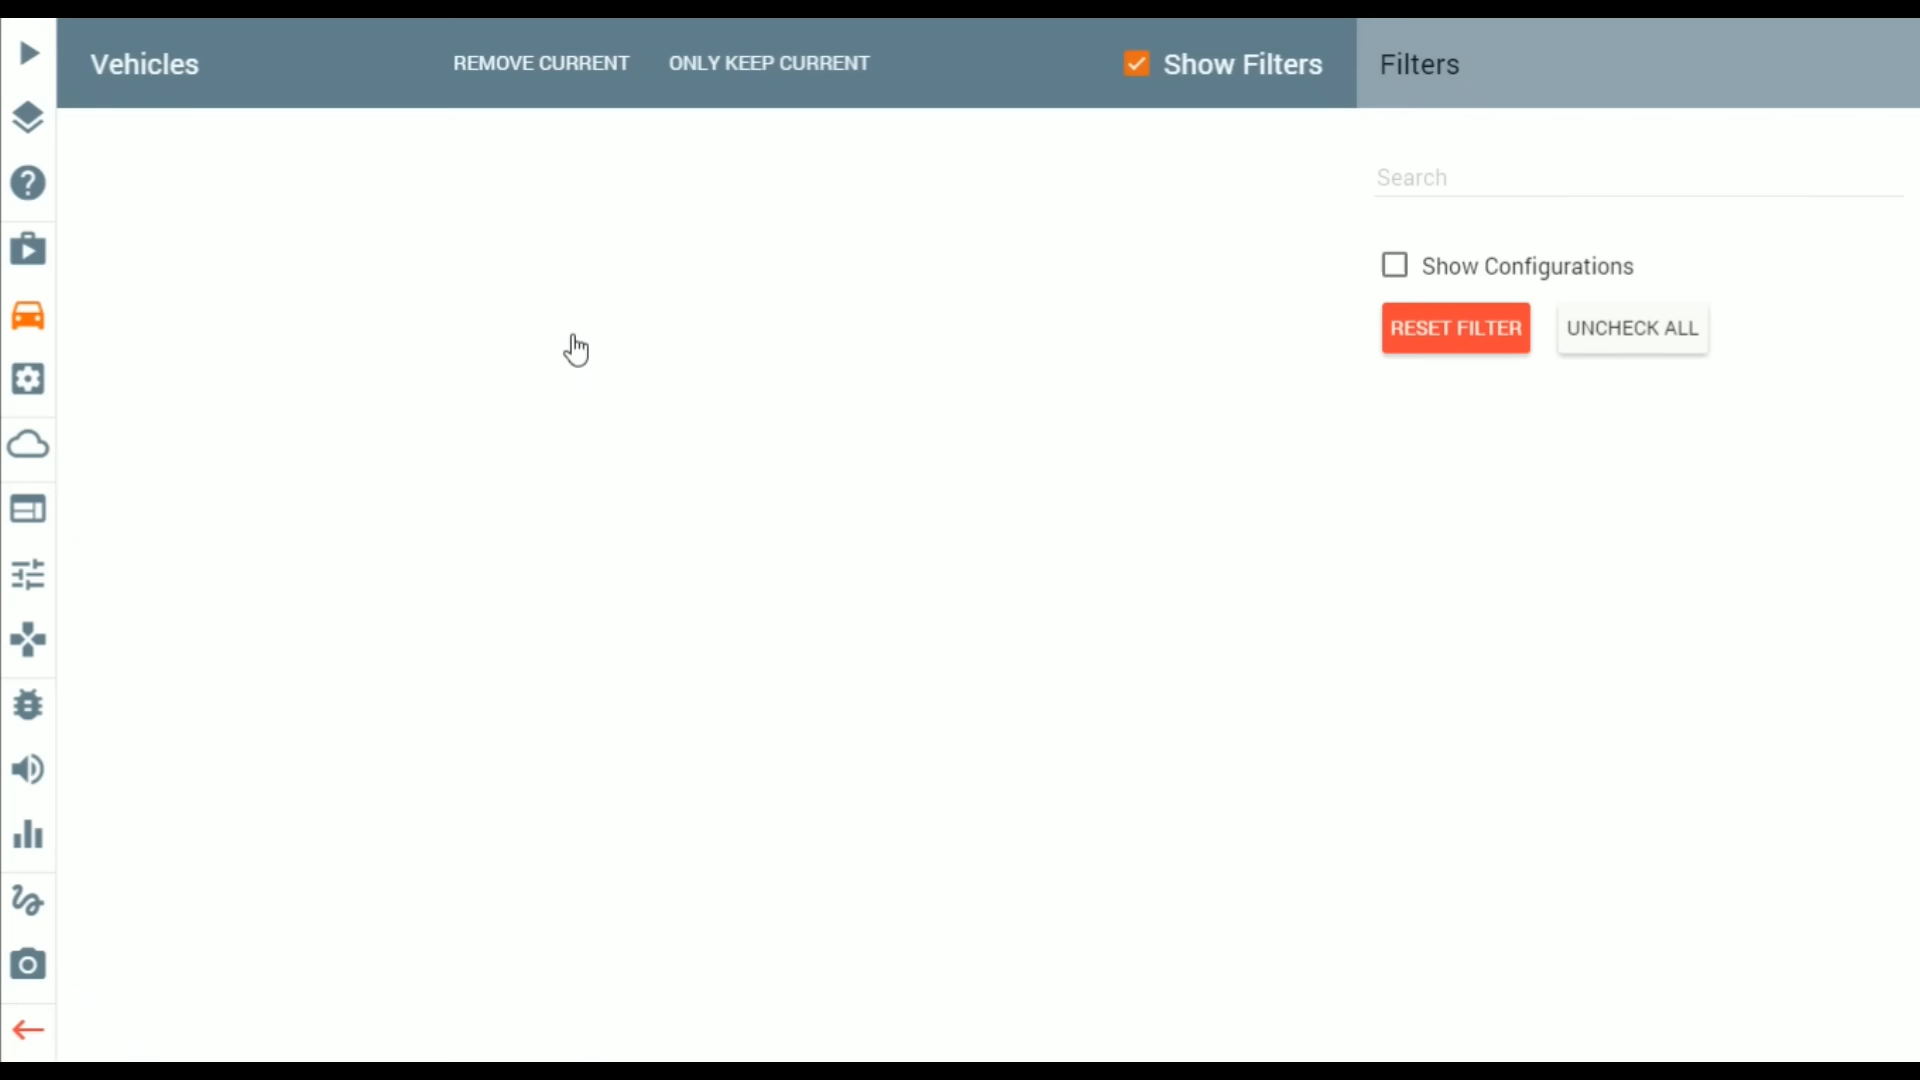 Vehicles
REMOVE CURRENT
ONLY KEEP CURRENT
Show Filters
Filters
Search
Show Configurations
RESET FILTER
UNCHECK ALL